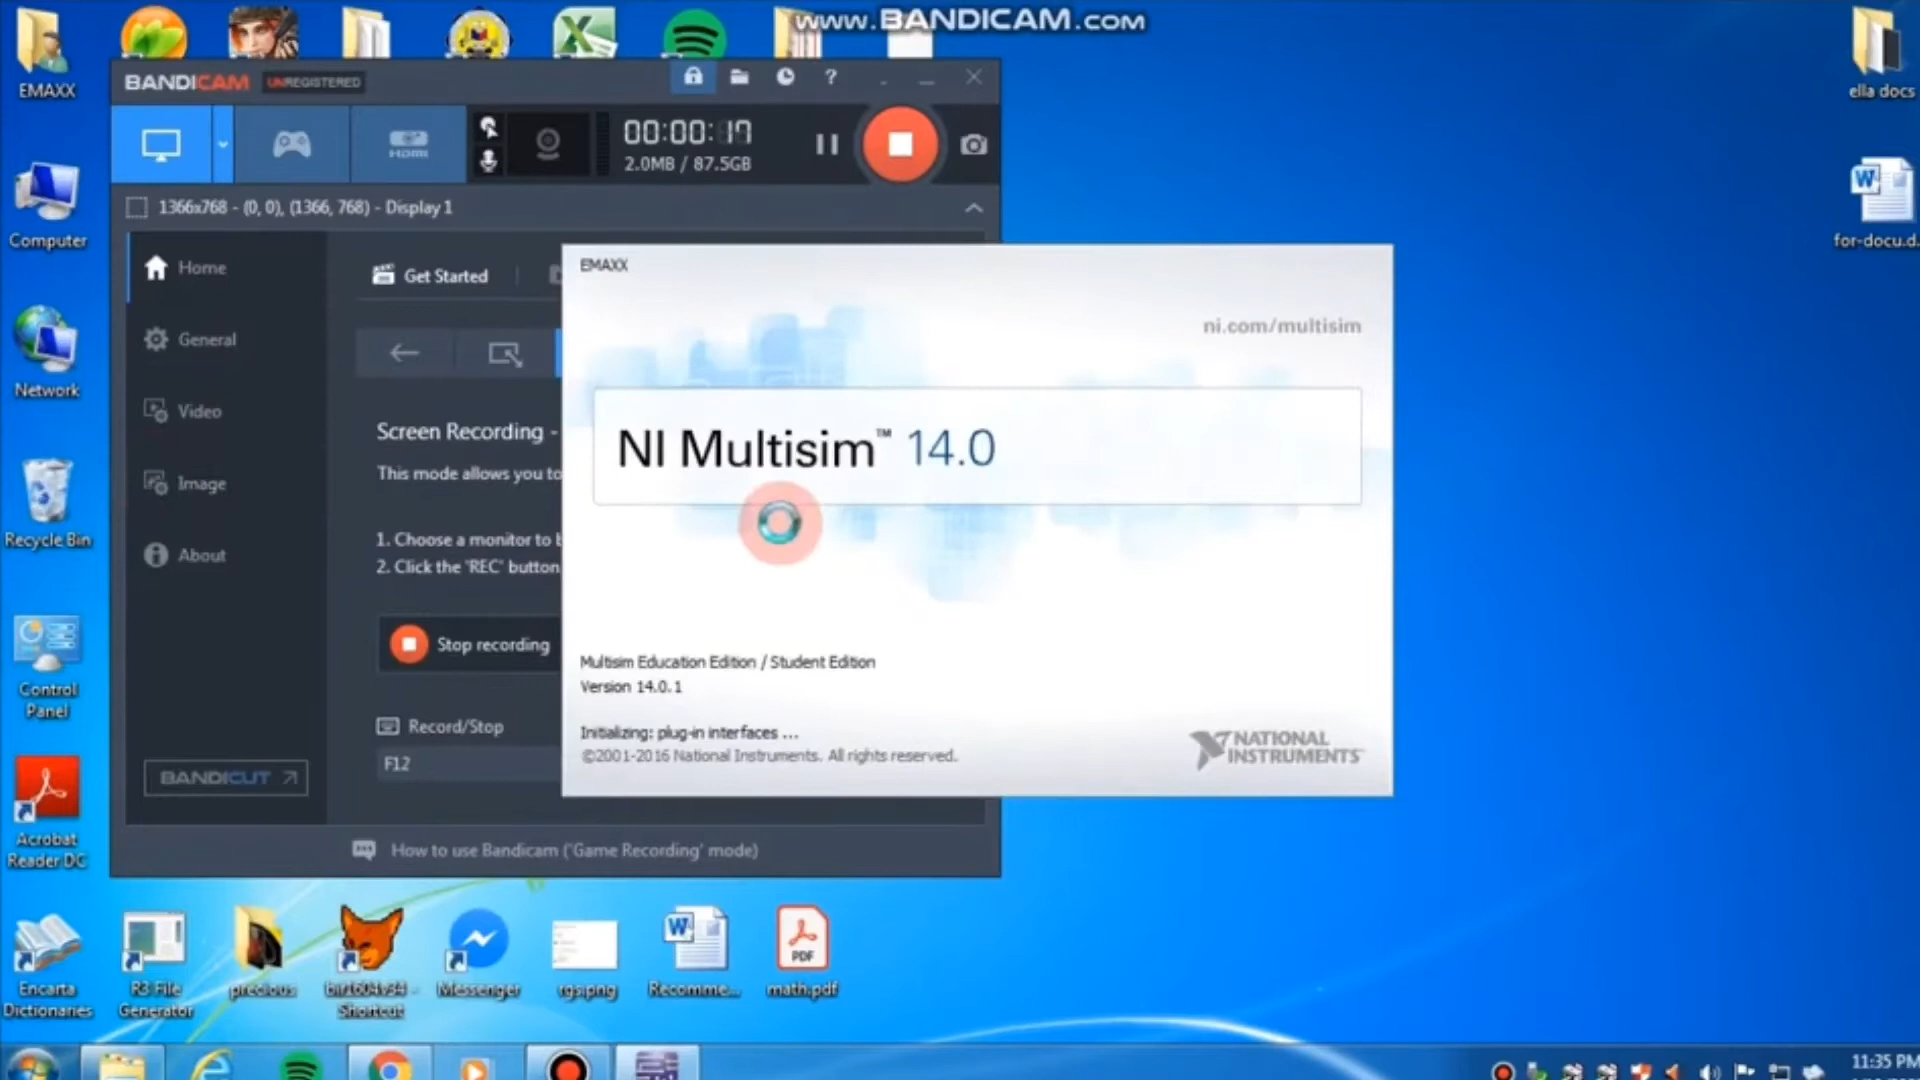 www.BANDICAM.com
EMAXX
ella docs
BANDICAM UNREGISTERED
?
HDMI
00:00:17
2.0MB / 87.5GB
1366x768 - (0, 0), (1366, 768) - Display 1
Computer
for-docu.d.
Home
Get Started
General
Network
Video
Screen Recording -
This mode allows you to
Image
Recycle Bin
1. Choose a monitor to b
2. Click the 'REC' button
About
Stop recording
Control
Panel
Record/Stop
F12
BANDICUT
Acrobat
Reader DC
How to use Bandicam ('Game Recording' mode)
EMAXX
ni.com/multisim
NI Multisim™ 14.0
Multisim Education Edition / Student Edition
Version 14.0.1
Initializing: plug-in interfaces ...
©2001-2016 National Instruments. All rights reserved.
NATIONAL
INSTRUMENTS
PDF
Encarta
Dictionaries
R3 File
Generator
precious
Shortcut
Messenger
rgs.png
Recomme...
math.pdf
11:35 PM